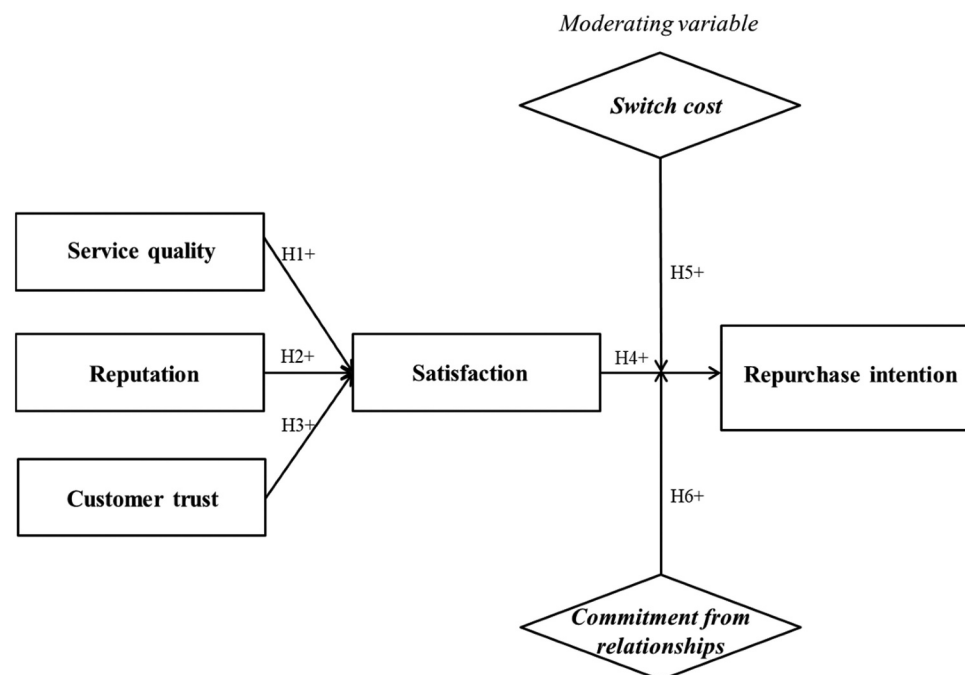 Moderating variable
Switch cost
Service quality
H1+
H5+
Reputation
H2+
Satisfaction
H4+
Repurchase intention
H3+
Customer trust
H6+
Commitment from
relationships